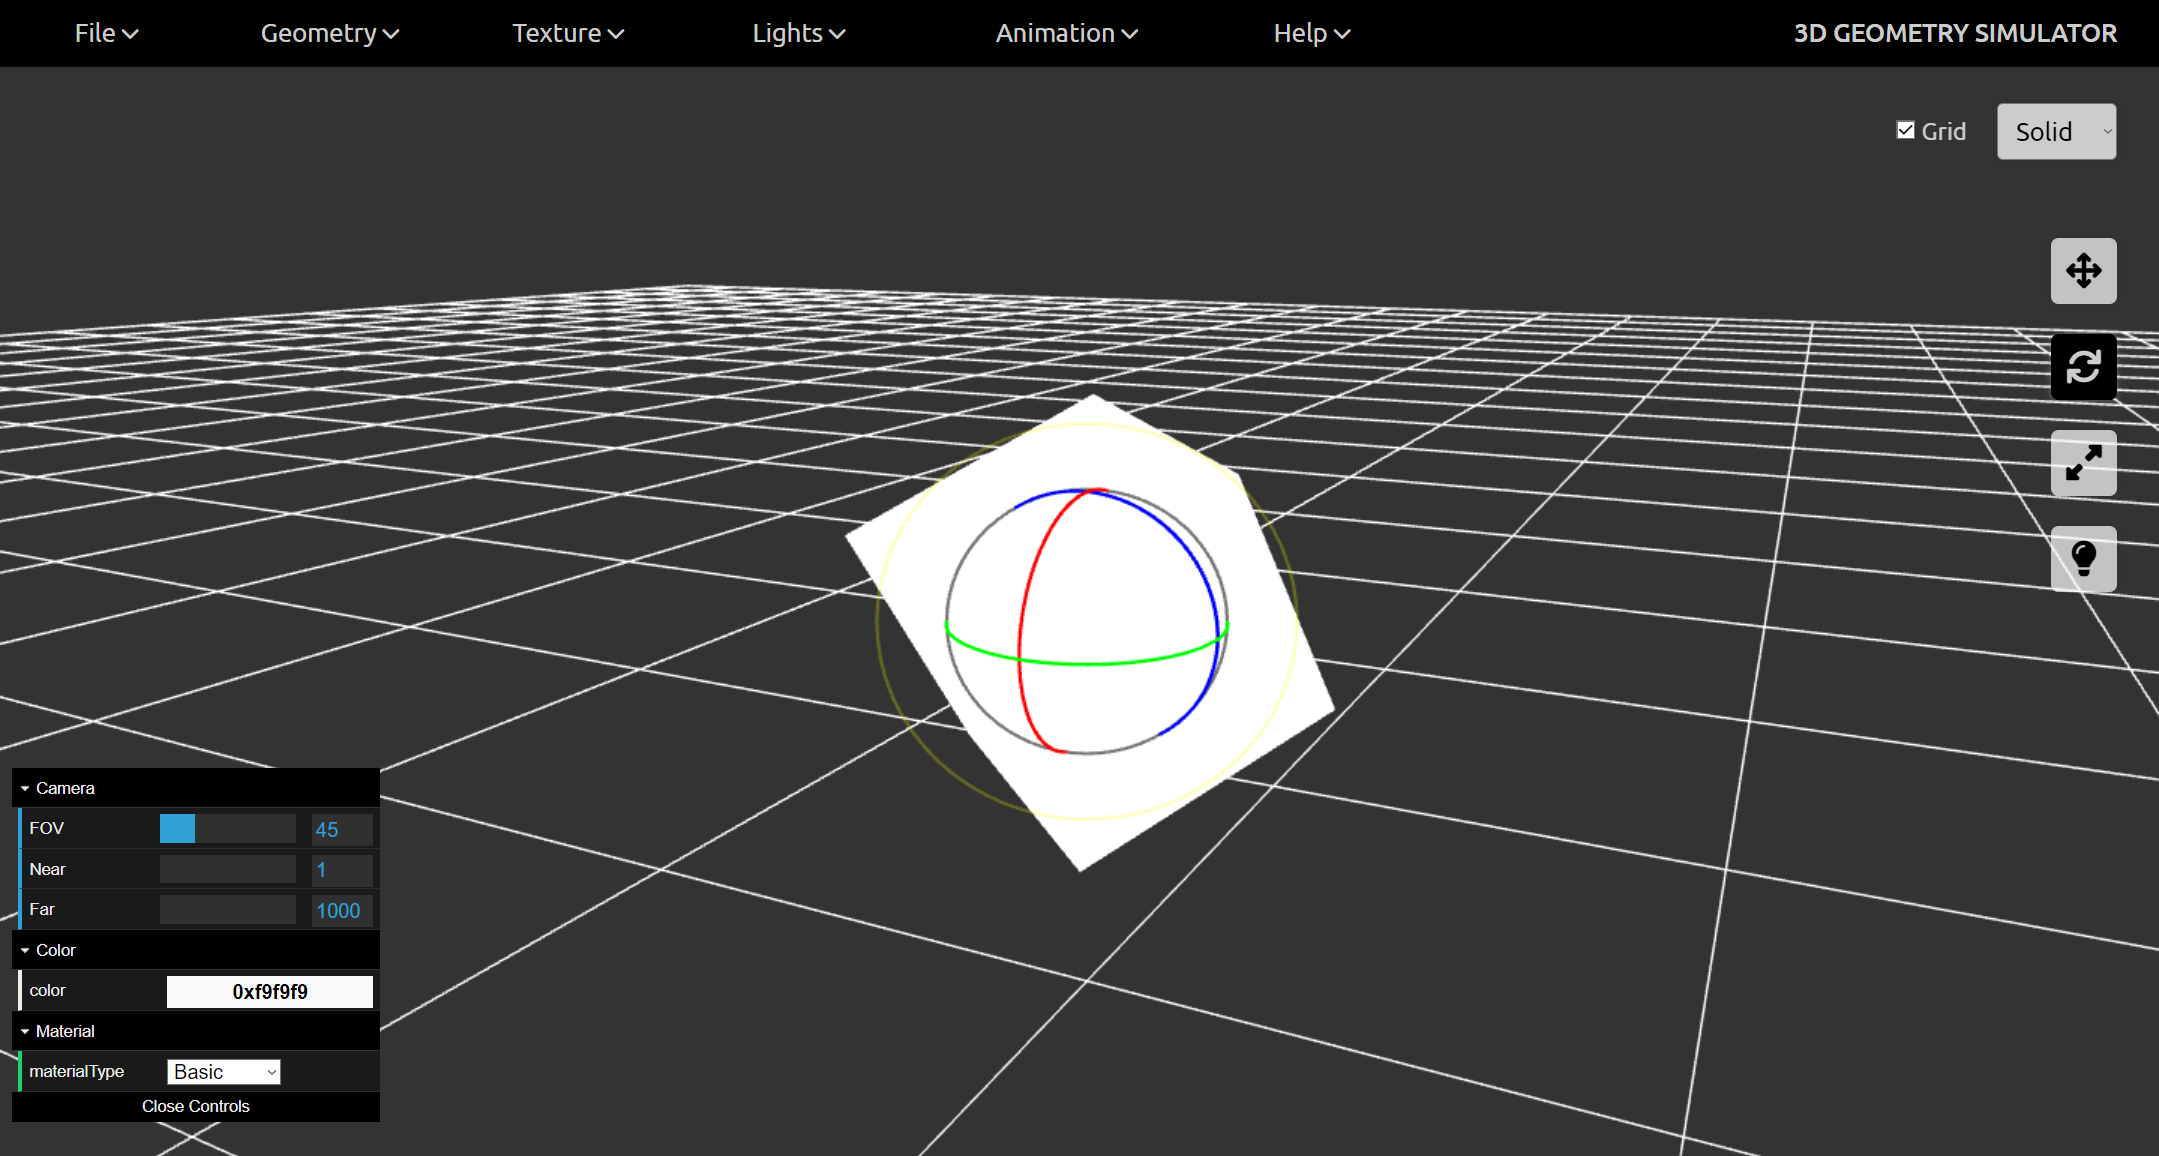 File Geometry Texture Lights Animation Help 3D GEOMETRY SIMULATOR
Grid Solid
Camera
FOV 45
Near 1
Far 1000
Color
color 0xf9f9f9
Material
materialType Basic
Close Controls